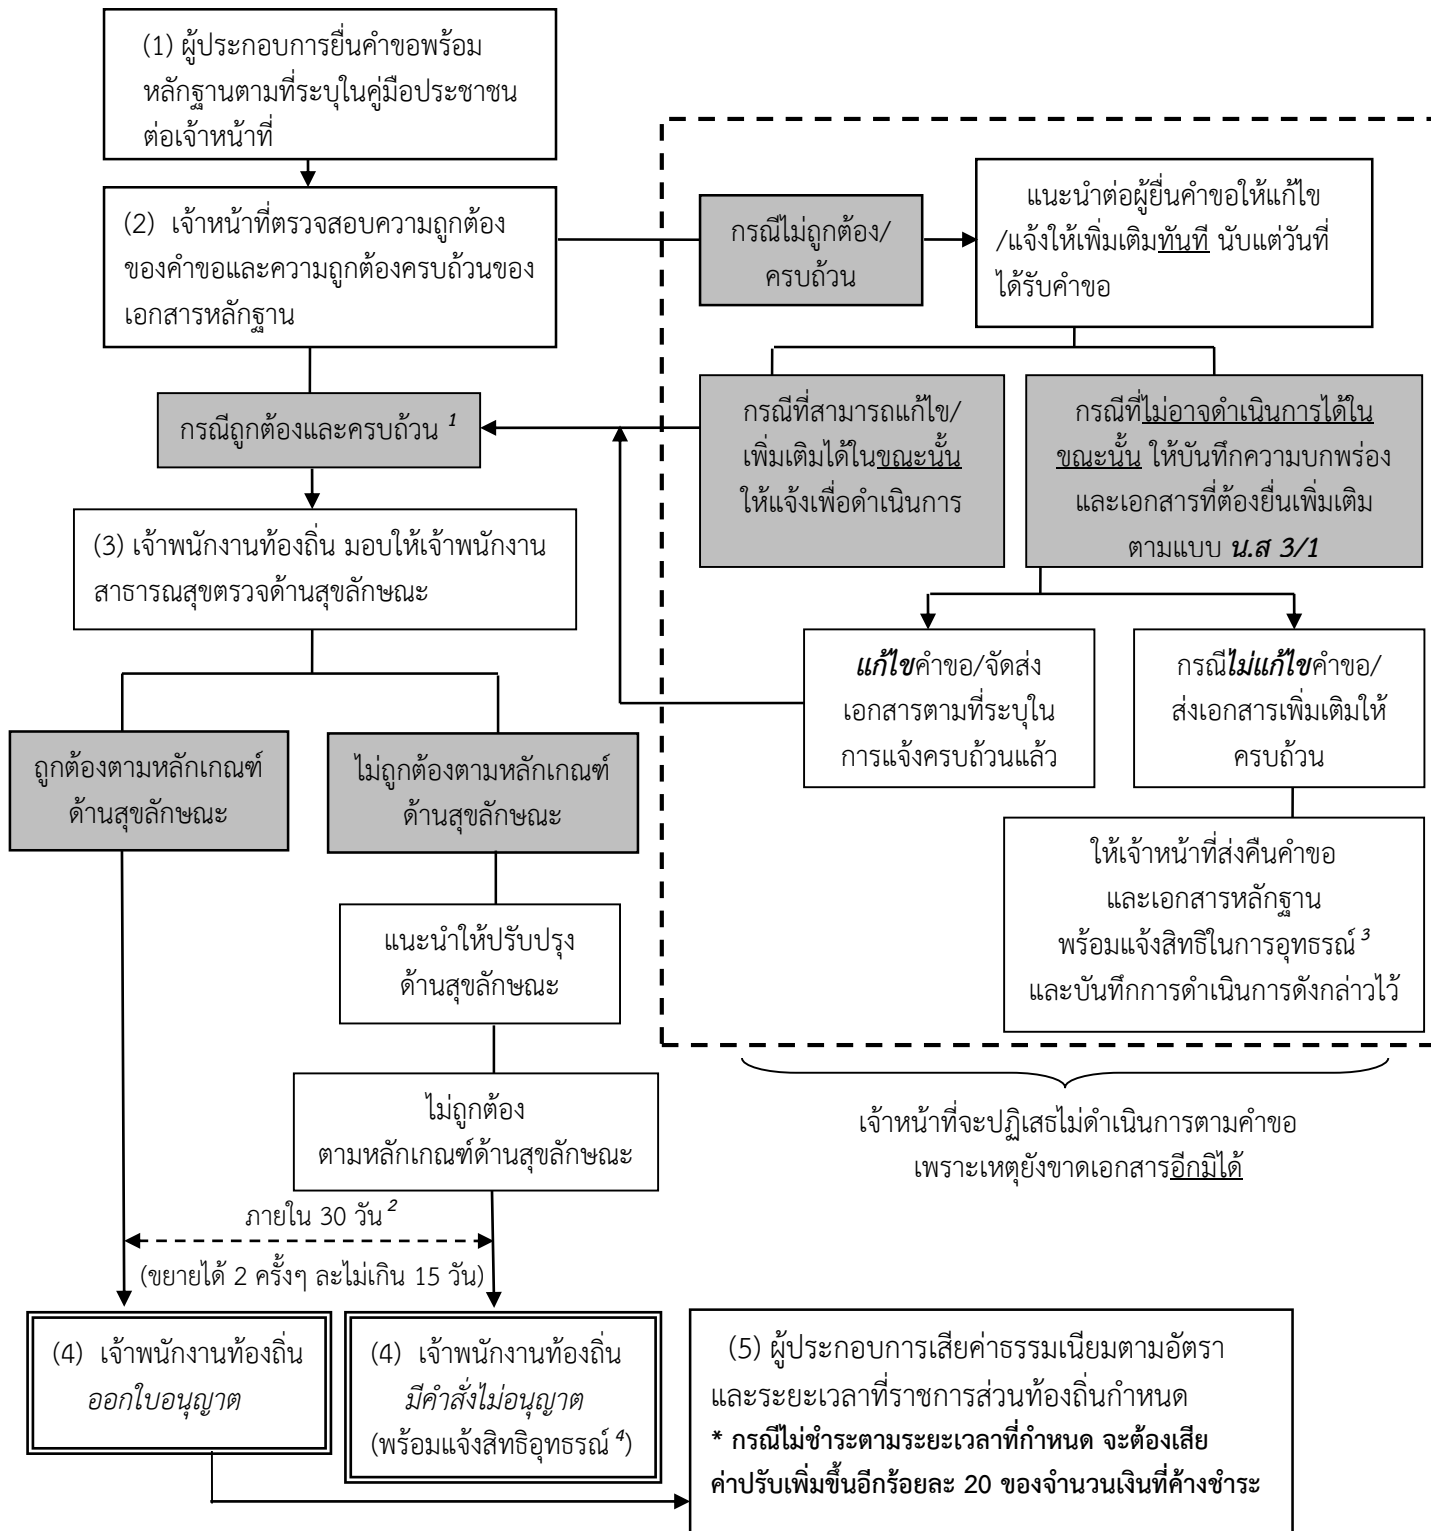 (1) ผู้ประกอบการยื่นคำขอพร้อม
หลักฐานตามที่ระบุในคู่มือประชาชน
ต่อเจ้าหน้าที่
(2) เจ้าหน้าที่ตรวจสอบความถูกต้อง
ของคำขอและความถูกต้องครบถ้วนของ
เอกสารหลักฐาน
กรณีไม่ถูกต้อง/
ครบถ้วน
แนะนำต่อผู้ยื่นคำขอให้แก้ไข
/แจ้งให้เพิ่มเติมทันที นับแต่วันที่
ได้รับคำขอ
กรณีถูกต้องและครบถ้วน 1
กรณีที่สามารถแก้ไข/
เพิ่มเติมได้ในขณะนั้น
ให้แจ้งเพื่อดำเนินการ
กรณีที่ไม่อาจดำเนินการได้ใน
ขณะนั้น ให้บันทึกความบกพร่อง
และเอกสารที่ต้องยื่นเพิ่มเติม
ตามแบบ น.ส 3/1
(3) เจ้าพนักงานท้องถิ่น มอบให้เจ้าพนักงาน
สาธารณสุขตรวจด้านสุขลักษณะ
แก้ไขคำขอ/จัดส่ง
เอกสารตามที่ระบุใน
การแจ้งครบถ้วนแล้ว
กรณีไม่แก้ไขคำขอ/
ส่งเอกสารเพิ่มเติมให้
ครบถ้วน
ถูกต้องตามหลักเกณฑ์
ด้านสุขลักษณะ
ไม่ถูกต้องตามหลักเกณฑ์
ด้านสุขลักษณะ
ให้เจ้าหน้าที่ส่งคืนคำขอ
และเอกสารหลักฐาน
พร้อมแจ้งสิทธิในการอุทธรณ์ 3
และบันทึกการดำเนินการดังกล่าวไว้
แนะนำให้ปรับปรุง
ด้านสุขลักษณะ
ไม่ถูกต้อง
ตามหลักเกณฑ์ด้านสุขลักษณะ
เจ้าหน้าที่จะปฏิเสธไม่ดำเนินการตามคำขอ
เพราะเหตุยังขาดเอกสารอีกมิได้
ภายใน 30 วัน 2
(ขยายได้ 2 ครั้งๆ ละไม่เกิน 15 วัน)
(4) เจ้าพนักงานท้องถิ่น
ออกใบอนุญาต
(4) เจ้าพนักงานท้องถิ่น
มีคำสั่งไม่อนุญาต
(พร้อมแจ้งสิทธิอุทธรณ์ 4)
(5) ผู้ประกอบการเสียค่าธรรมเนียมตามอัตรา
และระยะเวลาที่ราชการส่วนท้องถิ่นกำหนด
* กรณีไม่ชำระตามระยะเวลาที่กำหนด จะต้องเสีย
ค่าปรับเพิ่มขึ้นอีกร้อยละ 20 ของจำนวนเงินที่ค้างชำระ